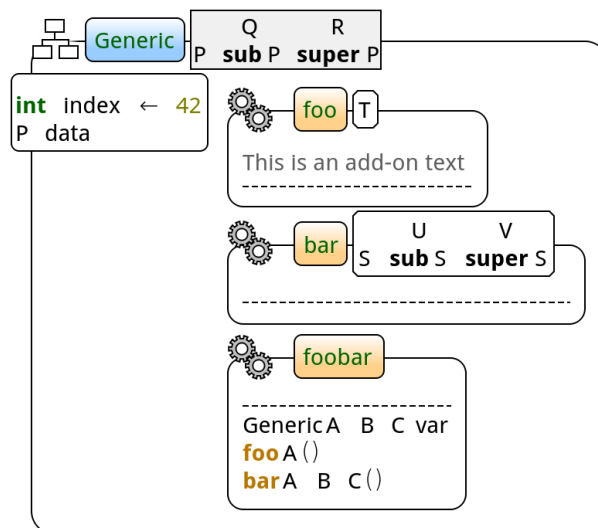 Generic
Q R
P sub P super P
int index ← 42
P data
foo T
This is an add-on text
bar
U V
S sub S super S
foobar
Generic A B C var
foo A ()
bar A B C ()